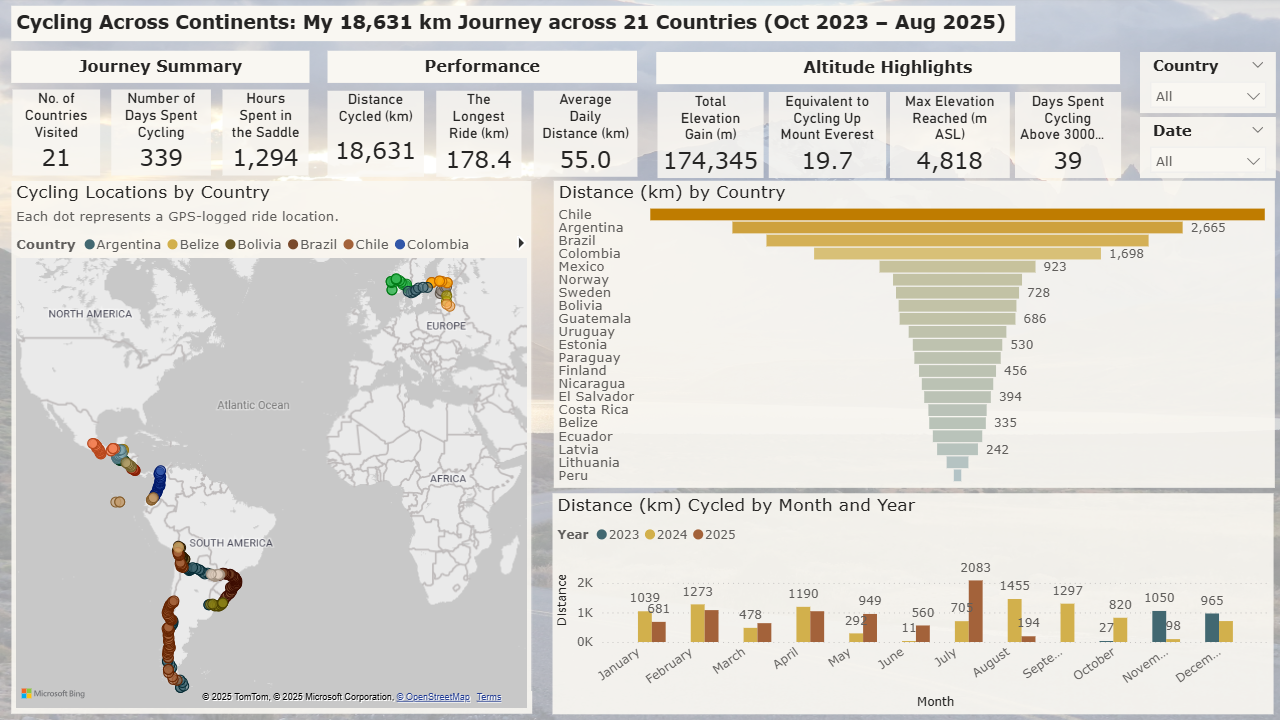 Cycling Across Continents: My 18,631 km Journey across 21 Countries (Oct 2023 – Aug 2025)
Journey Summary
No. of
Countries
Visited
21
Number of
Days Spent
Cycling
339
Hours
Spent in
the Saddle
1,294
Performance
Distance
Cycled (km)
18,631
The
Longest
Ride (km)
178.4
Average
Daily
Distance (km)
55.0
Altitude Highlights
Total
Elevation
Gain (m)
174,345
Equivalent to
Cycling Up
Mount Everest
19.7
Max Elevation
Reached (m
ASL)
4,818
Days Spent
Cycling
Above 3000...
39
Country
All
Date
All
Cycling Locations by Country
Each dot represents a GPS-logged ride location.
Country Argentina Belize Bolivia Brazil Chile Colombia
NORTH AMERICA
EUROPE
Atlantic Ocean
AFRICA
SOUTH AMERICA
Microsoft Bing
© 2025 TomTom, © 2025 Microsoft Corporation, © OpenStreetMap Terms
Distance (km) by Country
Chile
Argentina 2,665
Brazil
Colombia 1,698
Mexico 923
Norway
Sweden 728
Bolivia
Guatemala 686
Uruguay
Estonia 530
Paraguay
Finland 456
Nicaragua
El Salvador 394
Costa Rica
Belize 335
Ecuador
Latvia 242
Lithuania
Peru
Distance (km) Cycled by Month and Year
Year 2023 2024 2025
Distance
2K
1K
0K
1039
681
1273
478
1190
292
949
11
560
705
2083
1455
194
1297
27
820
1050
98
965
January
February
March
April
May
June
July
August
Septe...
October
Novem...
Decem...
Month